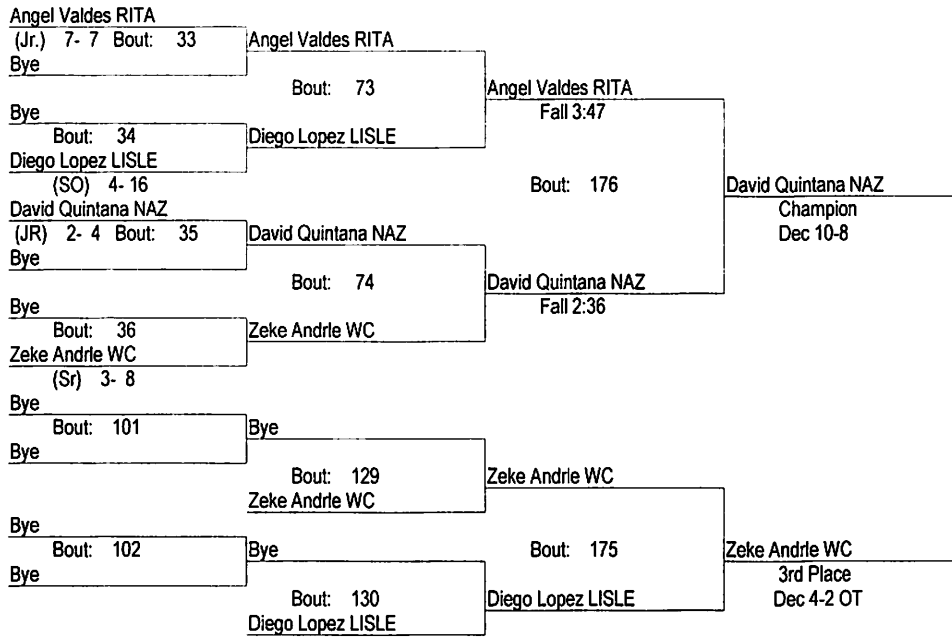 Angel Valdes RITA
(Jr.) 7- 7 Bout: 33
Angel Valdes RITA
Bye
Bout: 73
Angel Valdes RITA
Bye
Fall 3:47
Bout: 34
Diego Lopez LISLE
Diego Lopez LISLE
(SO) 4- 16
Bout: 176
David Quintana NAZ
David Quintana NAZ
Champion
(JR) 2- 4 Bout: 35
David Quintana NAZ
Dec 10-8
Bye
Bout: 74
David Quintana NAZ
Bye
Fall 2:36
Bout: 36
Zeke Andrle WC
Zeke Andrle WC
(Sr) 3- 8
Bye
Bout: 101
Bye
Bye
Bout: 129
Zeke Andrle WC
Zeke Andrle WC
Bye
Bout: 102
Bye
Bout: 175
Zeke Andrle WC
Bye
3rd Place
Bout: 130
Diego Lopez LISLE
Dec 4-2 OT
Diego Lopez LISLE